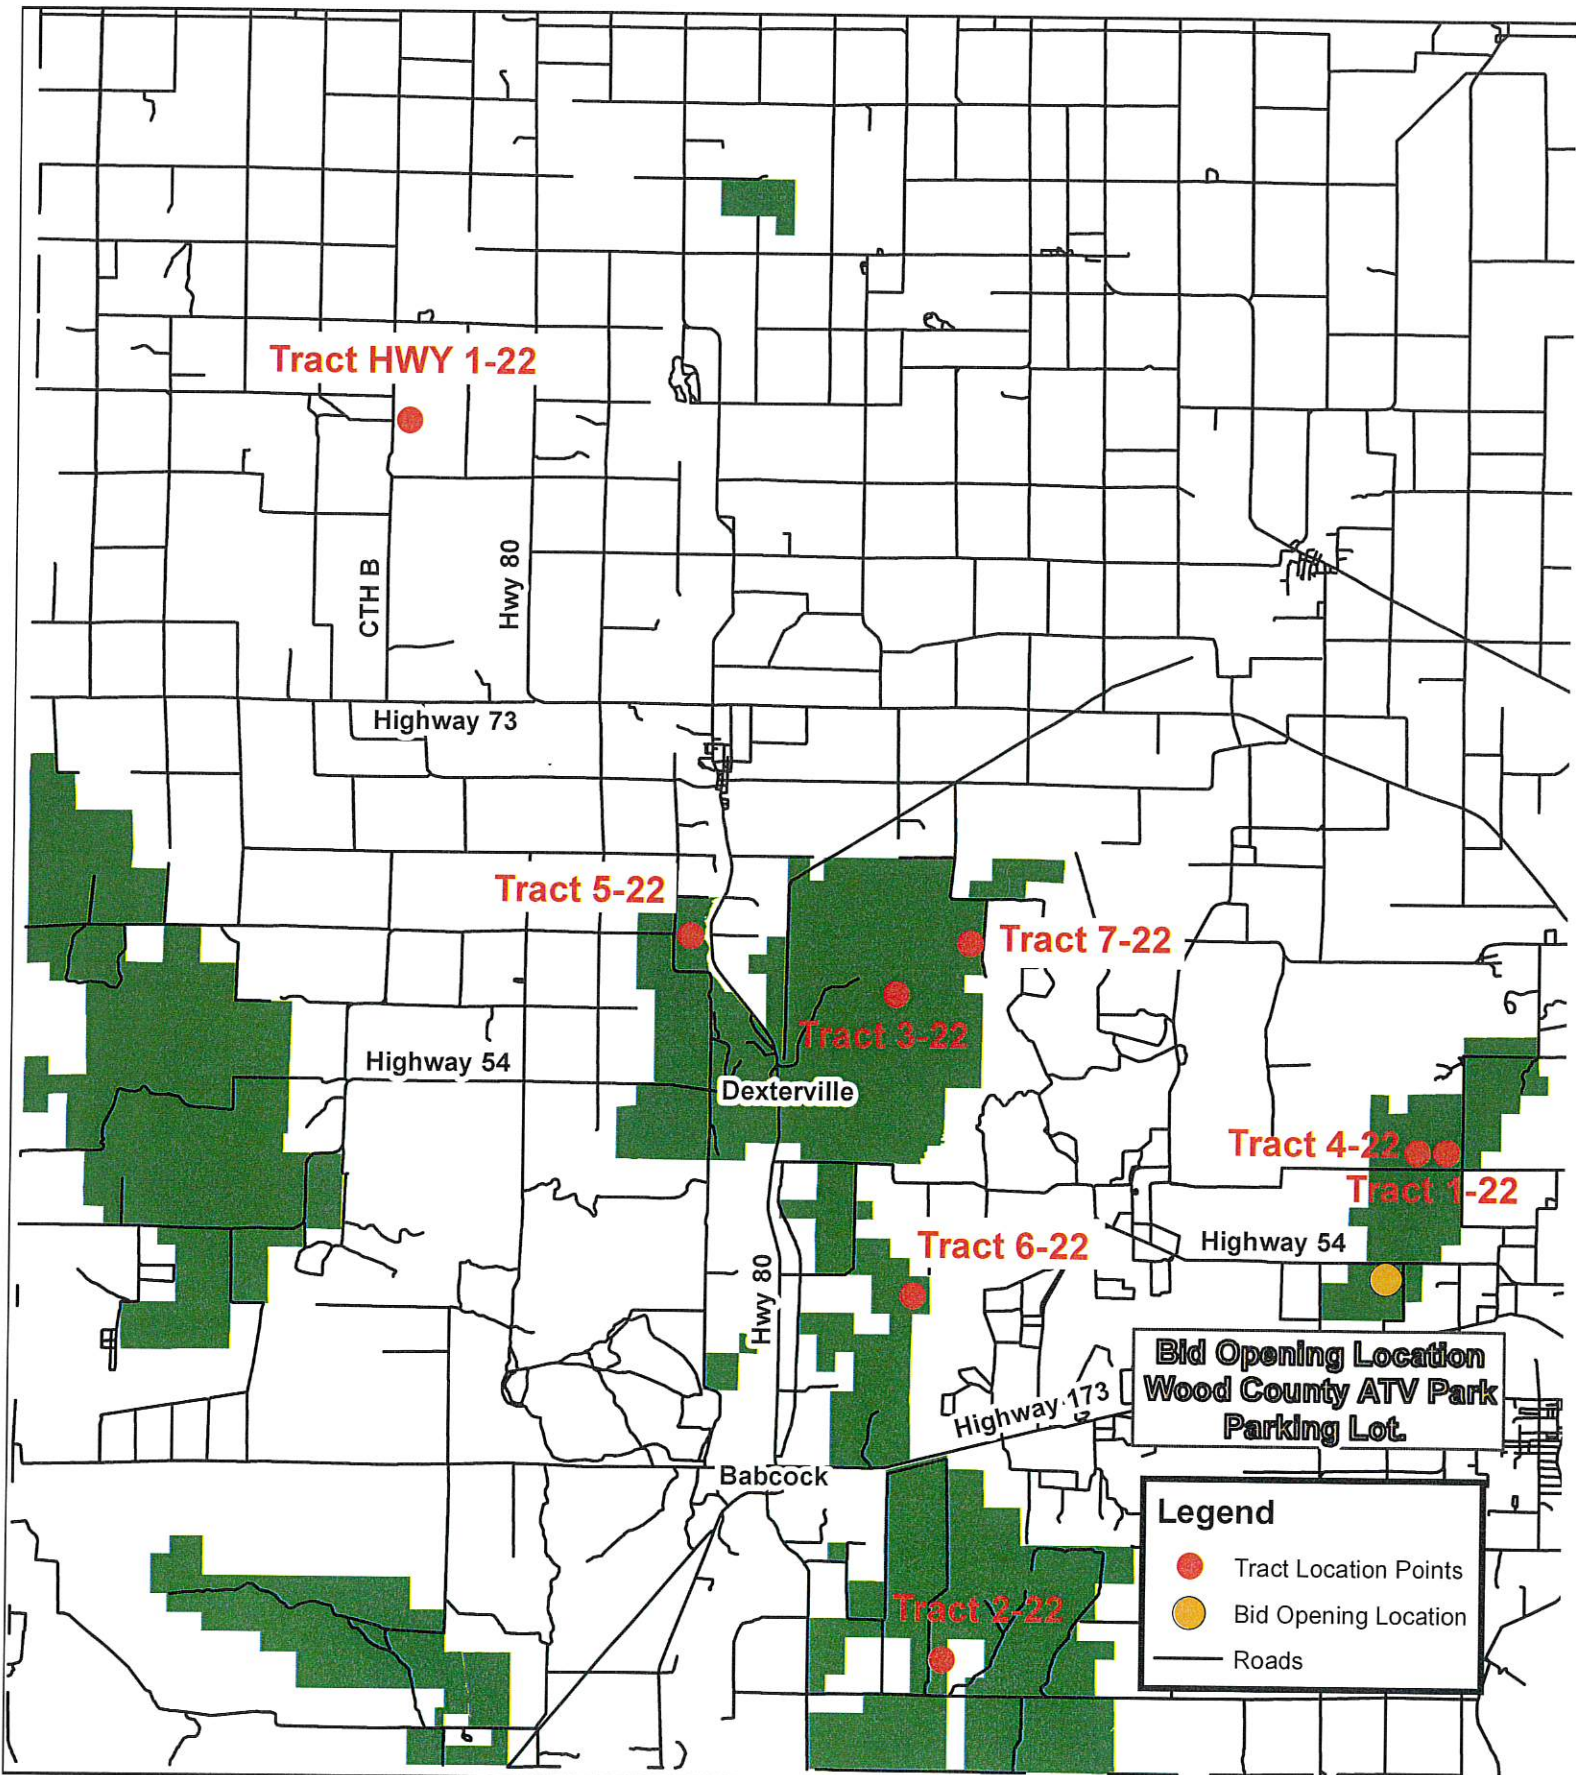 Tract HWY 1-22
CTH B
Hwy 80
Highway 73
Tract 5-22
Tract 7-22
Tract 3-22
Highway 54
Dexterville
Tract 4-22
Tract 1-22
Tract 6-22
Highway 54
Hwy 80
Bid Opening Location
Wood County ATV Park
Parking Lot.
Highway 173
Babcock
Legend
Tract Location Points
Bid Opening Location
Roads
Tract 2-22